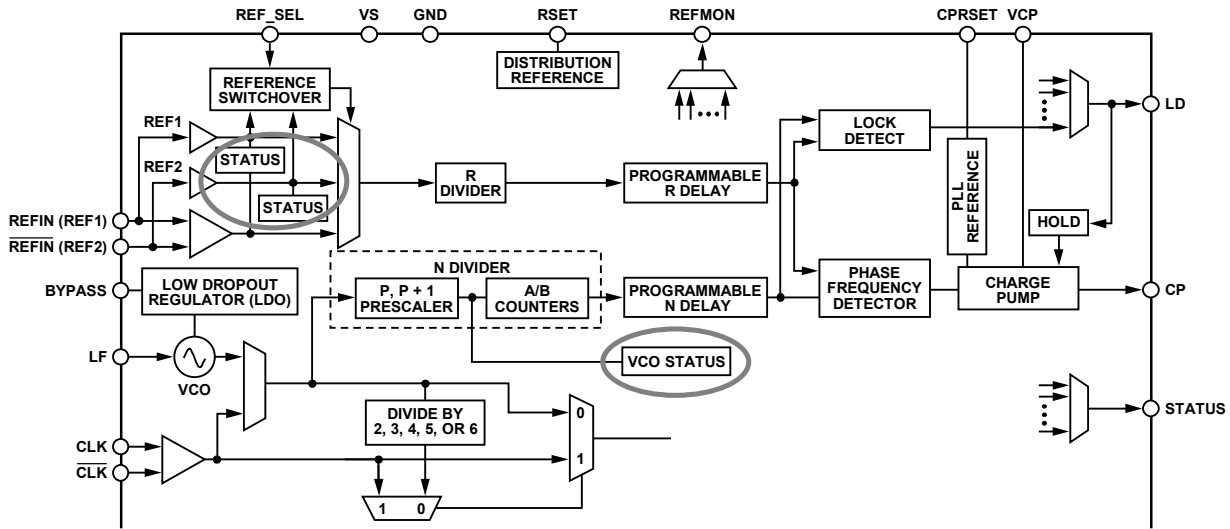 REF_SEL
VS
GND
RSET
REFMON
CPRSET
VCP
DISTRIBUTION
REFERENCE
REFERENCE
SWITCHOVER
REF1
STATUS
REF2
STATUS
R
DIVIDER
PROGRAMMABLE
R DELAY
LOCK
DETECT
LD
PLL
REFERENCE
HOLD
REFIN (REF1)
REFIN (REF2)
BYPASS
LOW DROPOUT
REGULATOR (LDO)
N DIVIDER
P, P + 1
PRESCALER
A/B
COUNTERS
PROGRAMMABLE
N DELAY
PHASE
FREQUENCY
DETECTOR
CHARGE
PUMP
CP
LF
VCO
VCO STATUS
DIVIDE BY
2, 3, 4, 5, OR 6
0
1
STATUS
CLK
CLK
1 0